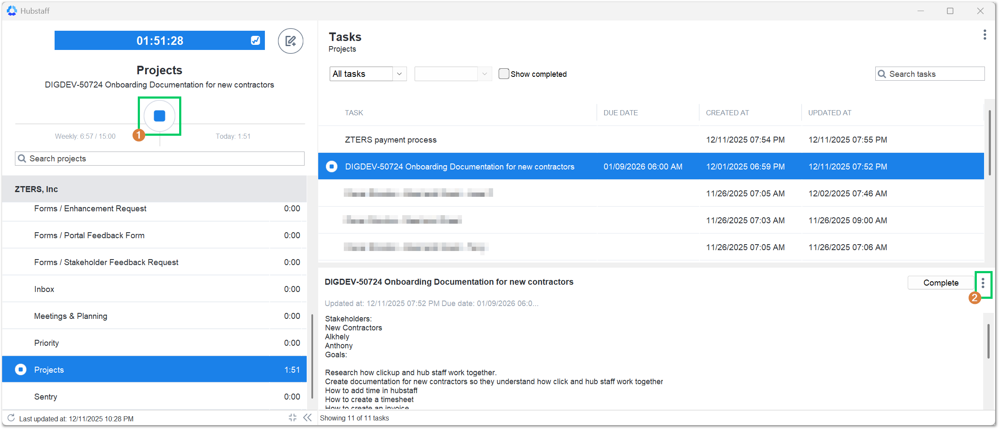 Hubstaff
01:51:28
Projects
DIGDEV-50724 Onboarding Documentation for new contractors
1
Weekly: 6:57 / 15:00
Today: 1:51
Search projects
ZTERS, Inc
Forms / Enhancement Request 0:00
Forms / Portal Feedback Form 0:00
Forms / Stakeholder Feedback Request 0:00
Inbox 0:00
Meetings & Planning 0:00
Priority 0:00
Projects 1:51
Sentry 0:00
Last updated at: 12/11/2025 10:28 PM
Tasks
Projects
All tasks
Show completed
Search tasks
TASK DUE DATE CREATED AT UPDATED AT
ZTERS payment process 12/11/2025 07:54 PM 12/11/2025 07:55 PM
DIGDEV-50724 Onboarding Documentation for new contractors 01/09/2026 06:00 AM 12/01/2025 06:59 PM 12/11/2025 07:52 PM
11/26/2025 07:05 AM 12/02/2025 07:46 AM
11/26/2025 07:03 AM 11/26/2025 09:00 AM
11/26/2025 07:05 AM 11/26/2025 07:06 AM
DIGDEV-50724 Onboarding Documentation for new contractors
Complete
2
Updated at: 12/11/2025 07:52 PM Due date: 01/09/2026 06:0...
Stakeholders:
New Contractors
Alkhely
Anthony
Goals:
Research how clickup and hub staff work together.
Create documentation for new contractors so they understand how click and hub staff work together
How to add time in hubstaff
How to create a timesheet
How to create an invoice
Showing 11 of 11 tasks